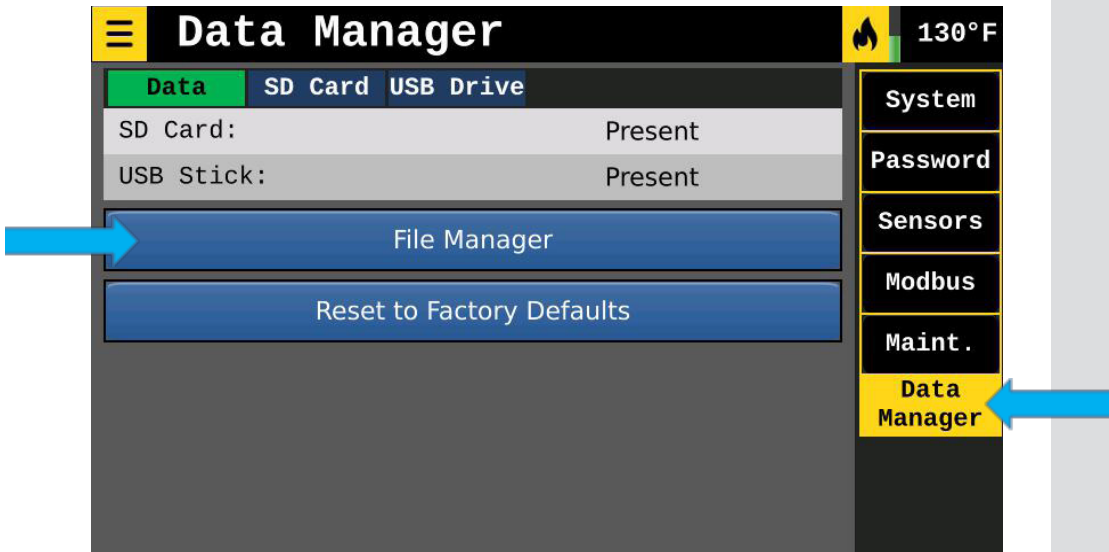 Data Manager
130°F
Data SD Card USB Drive
SD Card: Present
USB Stick: Present
File Manager
Reset to Factory Defaults
System
Password
Sensors
Modbus
Maint.
Data
Manager